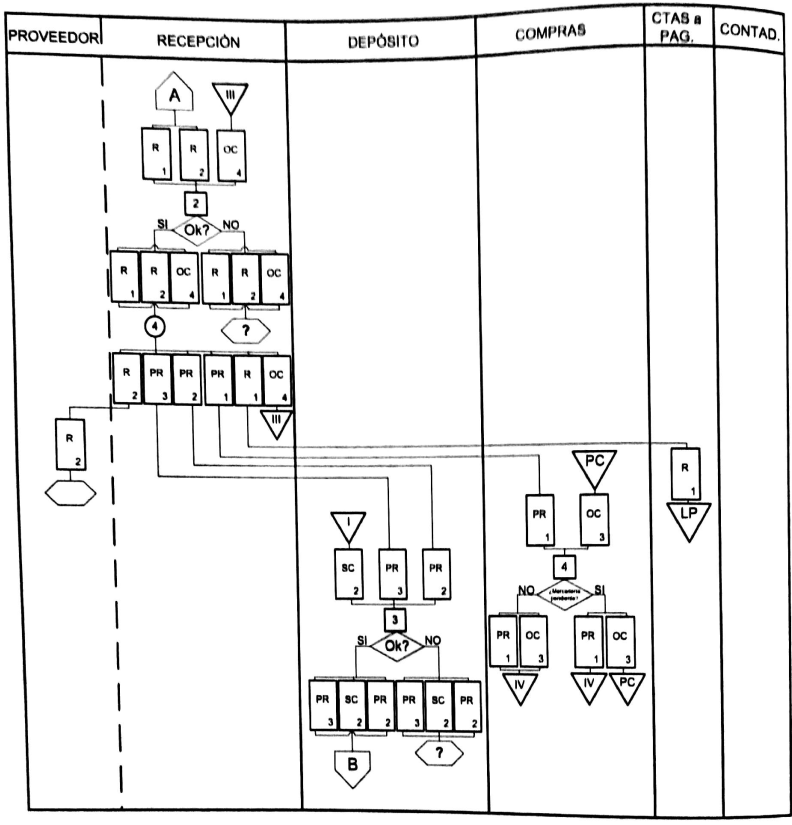 PROVEEDOR RECEPCIÓN DEPÓSITO COMPRAS CTAS a PAG. CONTAD.
A III
R 1 R 2 OC 4
2
SI Ok? NO
R 1 R 2 OC 4 R 1 R 2 OC 4
4 ?
R 2 PR 3 PR 2 PR 1 R 1 OC 4
III
R 2
PC
R 1
LP
PR 1 OC 3
I
SC 2 PR 3 PR 2
4
NO ¿Mercadería pendiente? SI
3
SI Ok? NO
PR 1 OC 3 PR 1 OC 3
IV IV PC
PR 3 SC 2 PR 2 PR 3 SC 2 PR 2
B ?